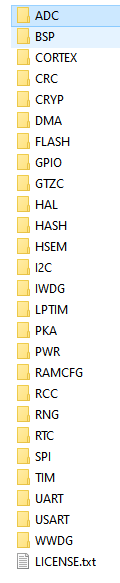 ADC
BSP
CORTEX
CRC
CRYP
DMA
FLASH
GPIO
GTZC
HAL
HASH
HSEM
I2C
IWDG
LPTIM
PKA
PWR
RAMCFG
RCC
RNG
RTC
SPI
TIM
UART
USART
WWDG
LICENSE.txt